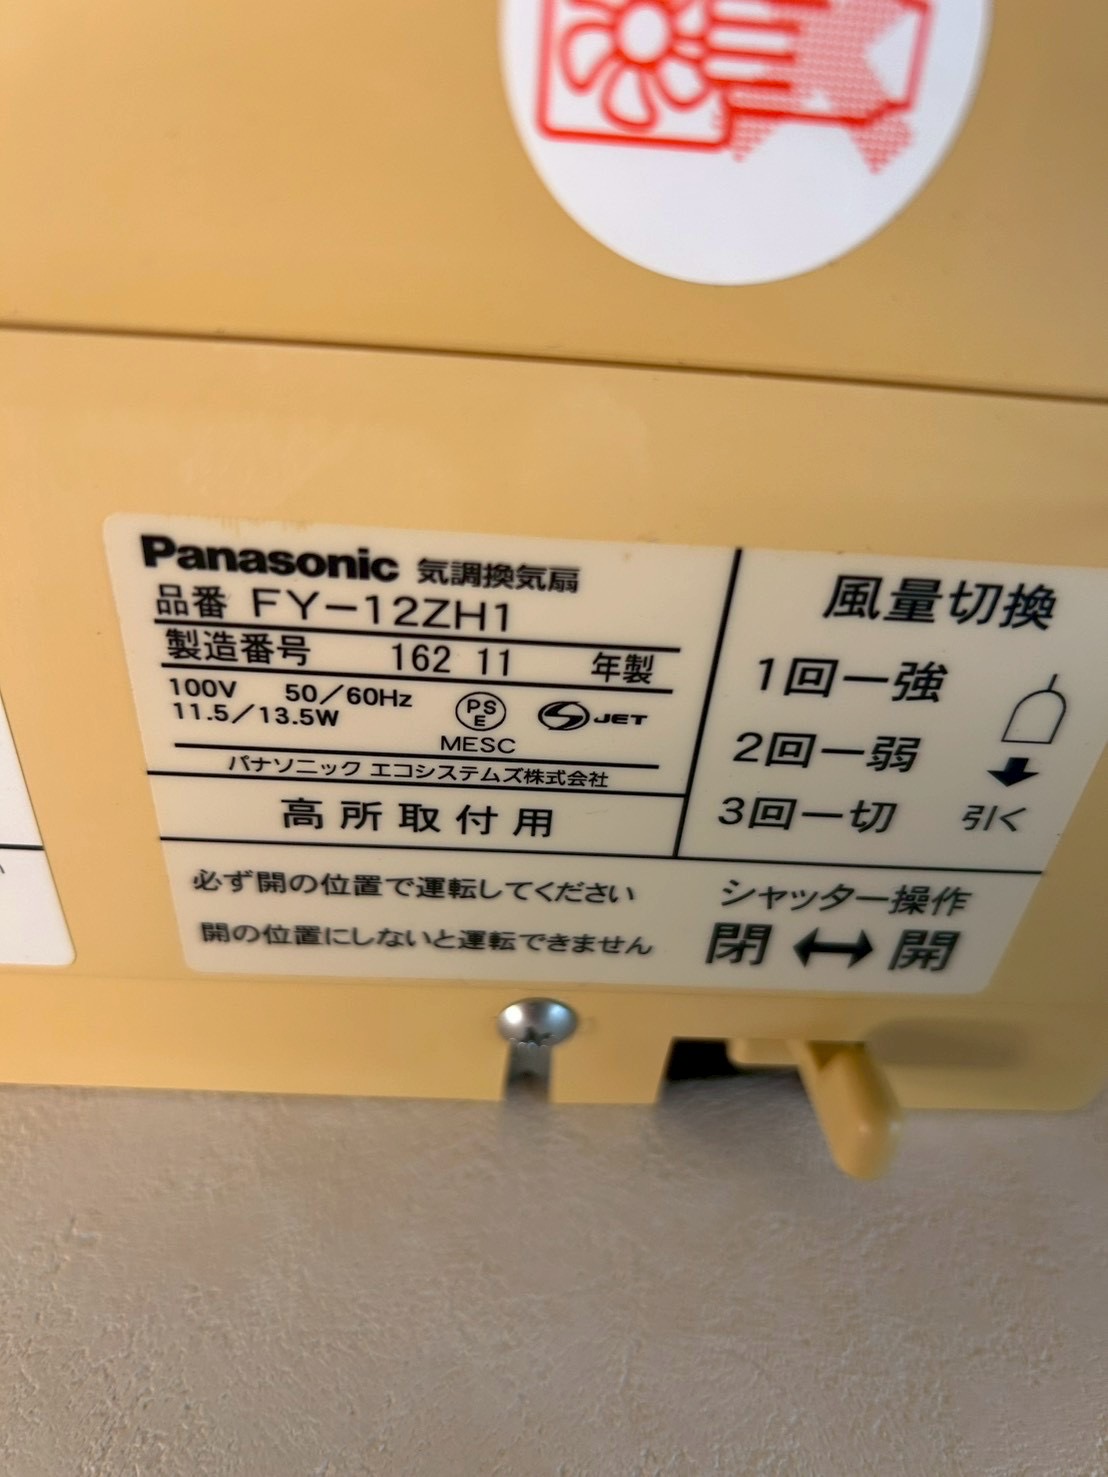 Panasonic 気調換気扇
品番 FY-12ZH1
製造番号 162 11 年製
100V 50/60Hz
11.5/13.5W
PS
E
JET
MESC
パナソニック エコシステムズ株式会社
高所取付用
風量切換
1回ー強
2回ー弱
3回ー切
引く
必ず開の位置で運転してください
開の位置にしないと運転できません
シャッター操作
閉 ↔ 開